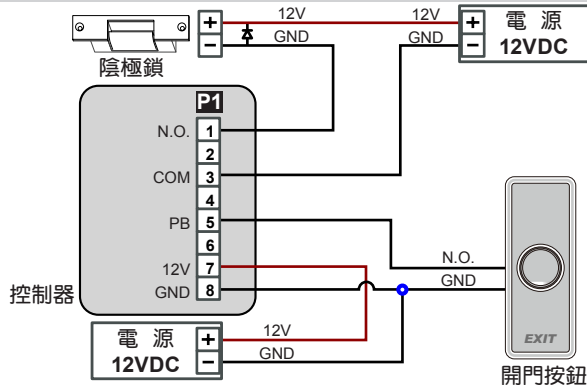 + 12V 12V +
− GND GND −
電 源
12VDC
陰極鎖
P1
N.O. 1
2
COM 3
4
PB 5
6
12V 7
GND 8
控制器
N.O.
GND
EXIT
開門按鈕
電 源
12VDC
+ 12V
− GND